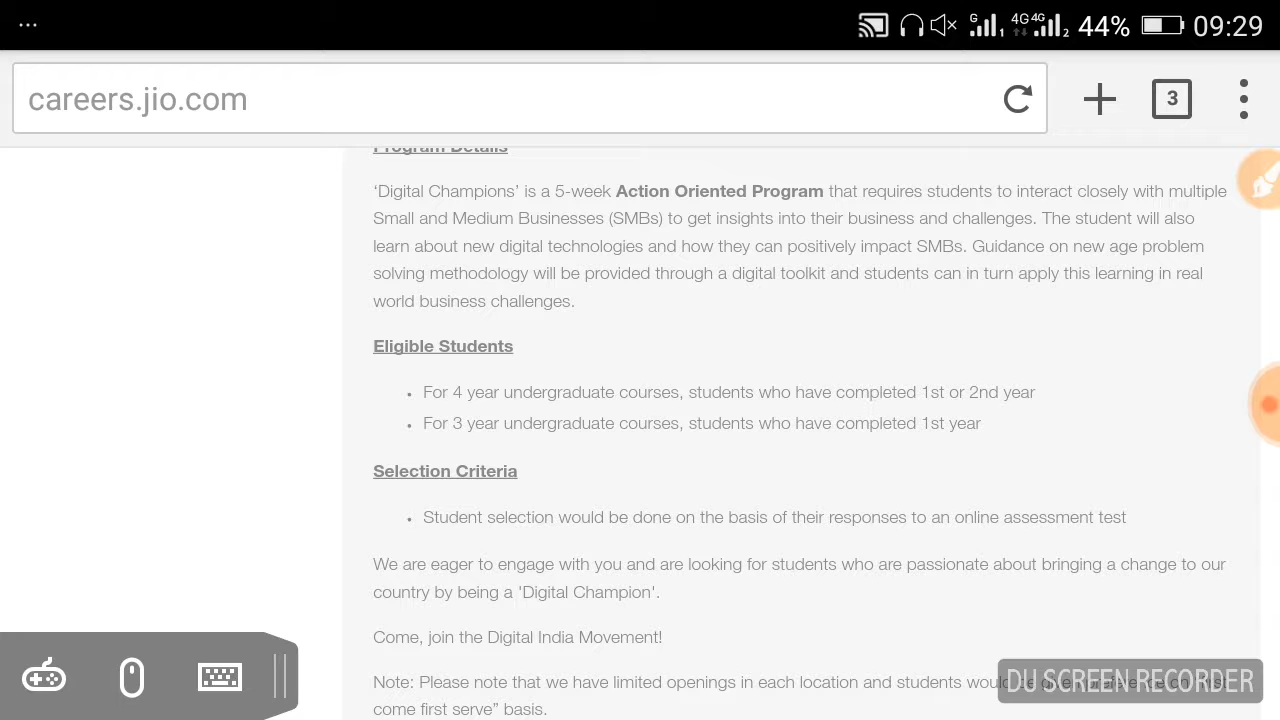 ...
G 1 4G 4G 2 44% 09:29
careers.jio.com 3
Program Details
‘Digital Champions’ is a 5-week Action Oriented Program that requires students to interact closely with multiple
Small and Medium Businesses (SMBs) to get insights into their business and challenges. The student will also
learn about new digital technologies and how they can positively impact SMBs. Guidance on new age problem
solving methodology will be provided through a digital toolkit and students can in turn apply this learning in real
world business challenges.
Eligible Students
• For 4 year undergraduate courses, students who have completed 1st or 2nd year
• For 3 year undergraduate courses, students who have completed 1st year
Selection Criteria
• Student selection would be done on the basis of their responses to an online assessment test
We are eager to engage with you and are looking for students who are passionate about bringing a change to our
country by being a 'Digital Champion'.
Come, join the Digital India Movement!
Note: Please note that we have limited openings in each location and students would
DU SCREEN RECORDER
come first serve” basis.